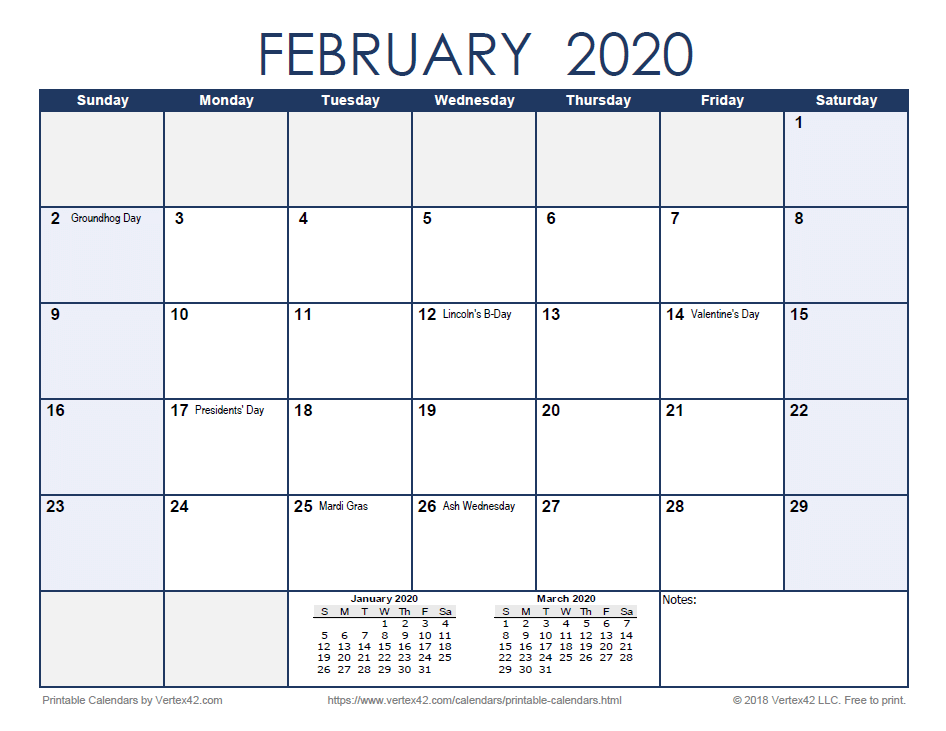 FEBRUARY 2020
Sunday Monday Tuesday Wednesday Thursday Friday Saturday
1
2 Groundhog Day 3 4 5 6 7 8
9 10 11 12 Lincoln's B-Day 13 14 Valentine's Day 15
16 17 Presidents' Day 18 19 20 21 22
23 24 25 Mardi Gras 26 Ash Wednesday 27 28 29
January 2020
S M T W Th F Sa
1 2 3 4
5 6 7 8 9 10 11
12 13 14 15 16 17 18
19 20 21 22 23 24 25
26 27 28 29 30 31
March 2020
S M T W Th F Sa
1 2 3 4 5 6 7
8 9 10 11 12 13 14
15 16 17 18 19 20 21
22 23 24 25 26 27 28
29 30 31
Notes:
Printable Calendars by Vertex42.com https://www.vertex42.com/calendars/printable-calendars.html © 2018 Vertex42 LLC. Free to print.